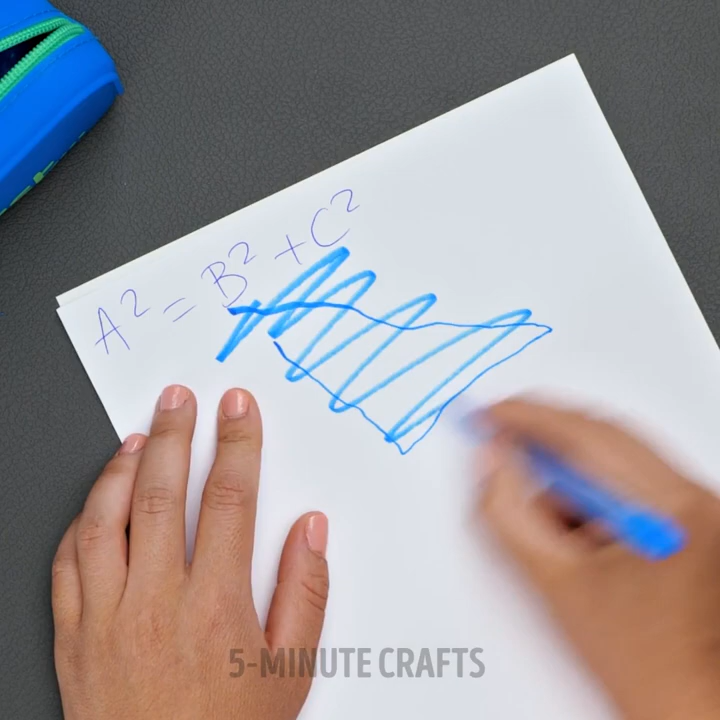 A² = B² + C²
5-MINUTE CRAFTS